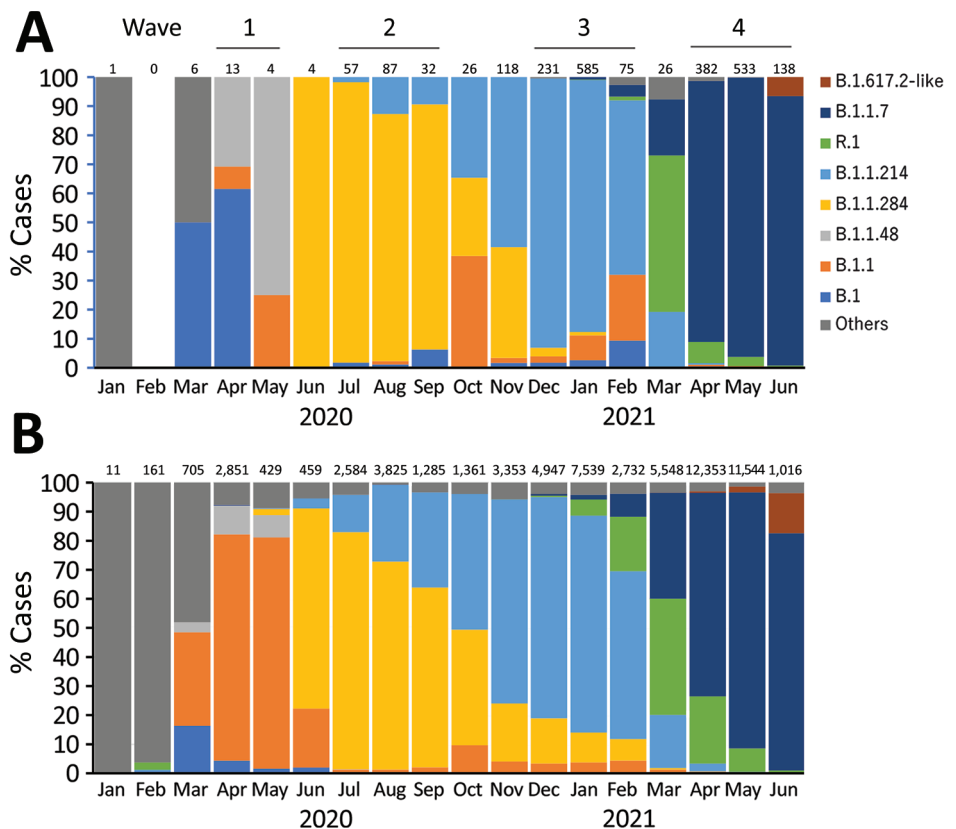 A
Wave 1 2 3 4
1 0 6 13 4 4 57 87 32 26 118 231 585 75 26 382 533 138
100
90
80
70
60
50
40
30
20
10
0
% Cases
Jan Feb Mar Apr May Jun Jul Aug Sep Oct Nov Dec Jan Feb Mar Apr May Jun
2020 2021
B.1.617.2-like
B.1.1.7
R.1
B.1.1.214
B.1.1.284
B.1.1.48
B.1.1
B.1
Others
B
11 161 705 2,851 429 459 2,584 3,825 1,285 1,361 3,353 4,947 7,539 2,732 5,548 12,353 11,544 1,016
100
90
80
70
60
50
40
30
20
10
0
% Cases
Jan Feb Mar Apr May Jun Jul Aug Sep Oct Nov Dec Jan Feb Mar Apr May Jun
2020 2021